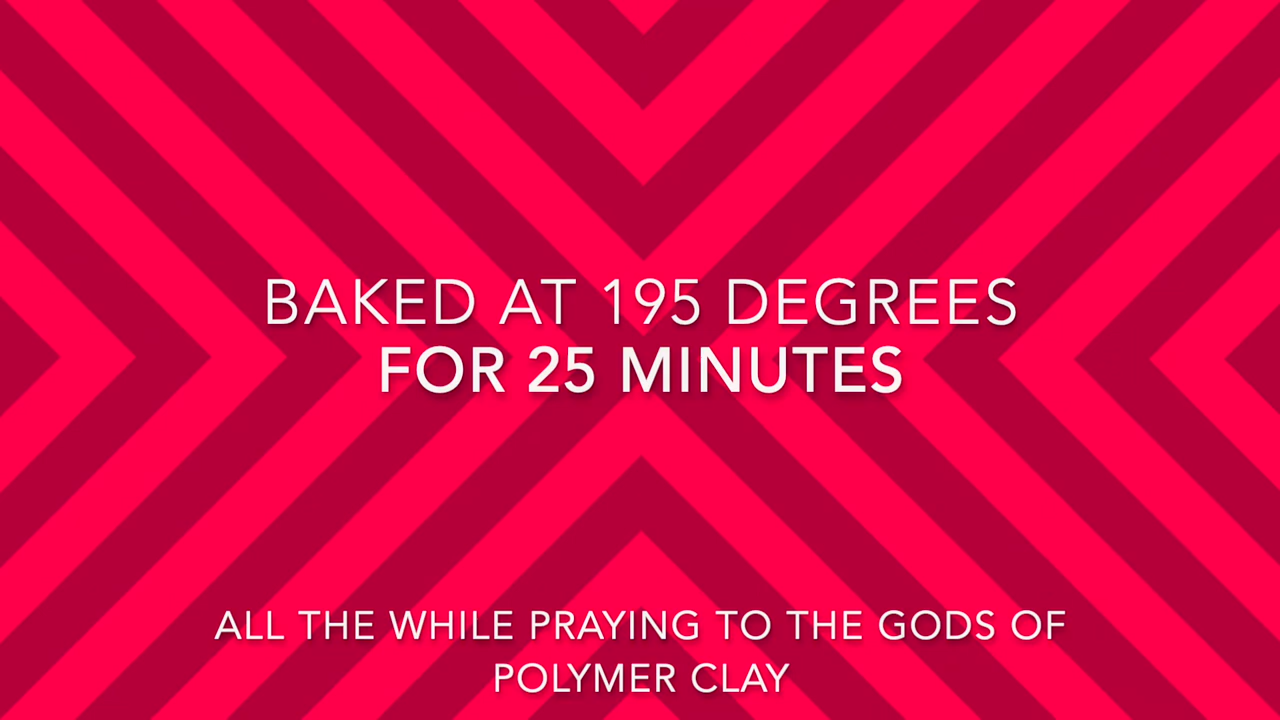 BAKED AT 195 DEGREES
FOR 25 MINUTES
ALL THE WHILE PRAYING TO THE GODS OF
POLYMER CLAY